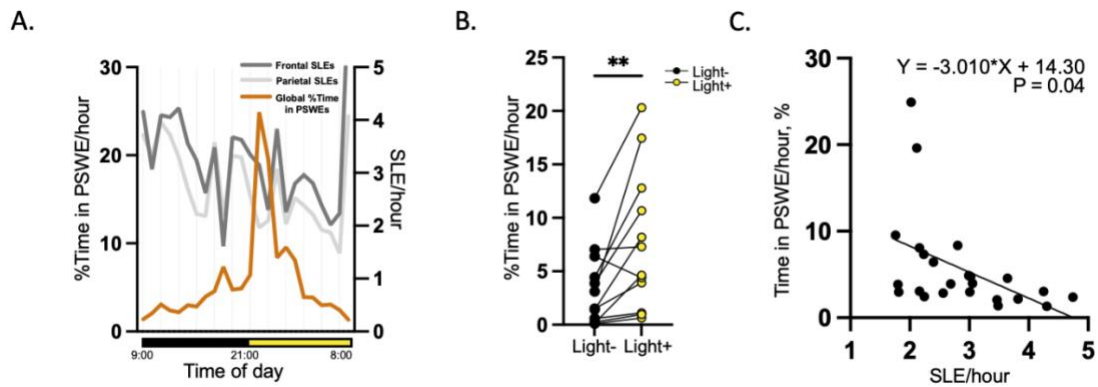 A.
%Time in PSWE/hour
30
20
10
0
Frontal SLEs
Parietal SLEs
Global %Time
in PSWEs
5
4
3
2
1
0
SLE/hour
9:00
21:00
8:00
Time of day
B.
%Time in PSWE/hour
25
20
15
10
5
0
**
Light-
Light+
Light- Light+
C.
Time in PSWE/hour, %
30
20
10
0
Y = -3.010*X + 14.30
P = 0.04
1 2 3 4 5
SLE/hour